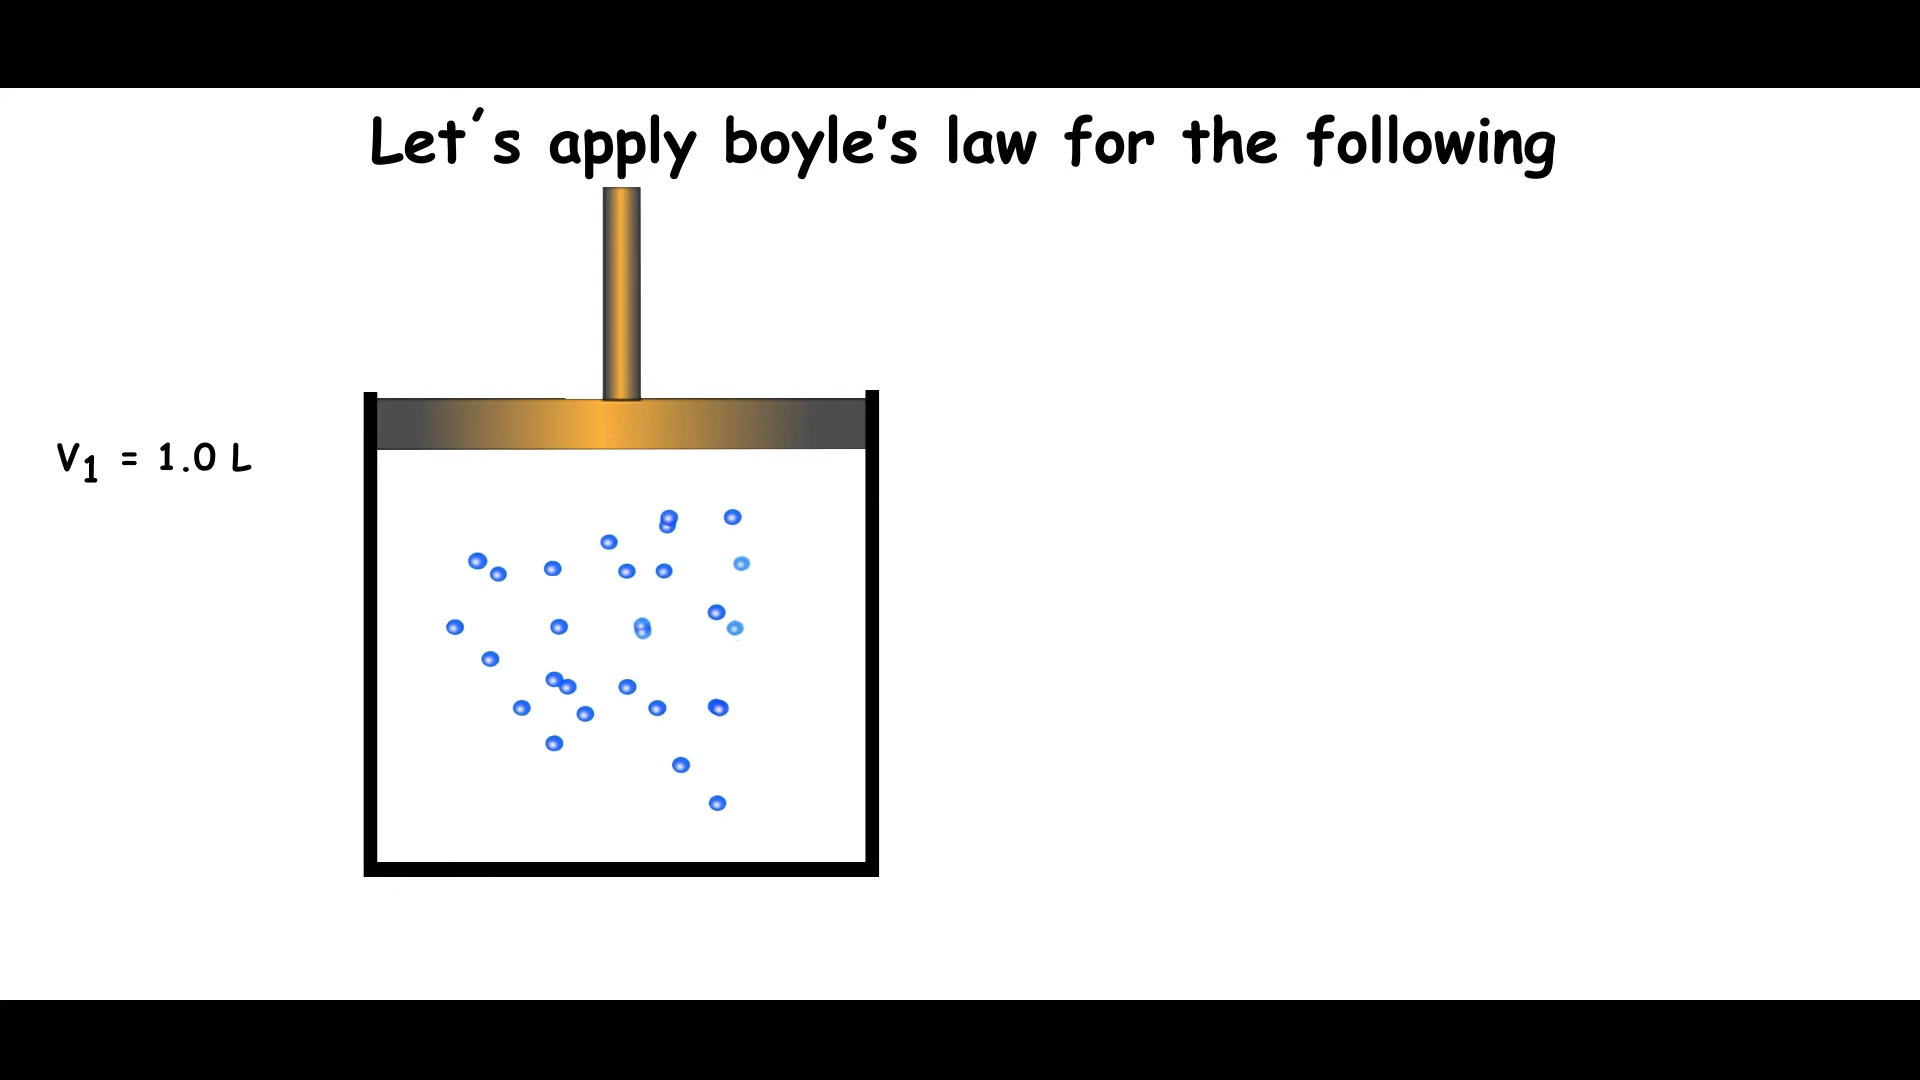 Let´s apply boyle's law for the following
V₁ = 1.0 L